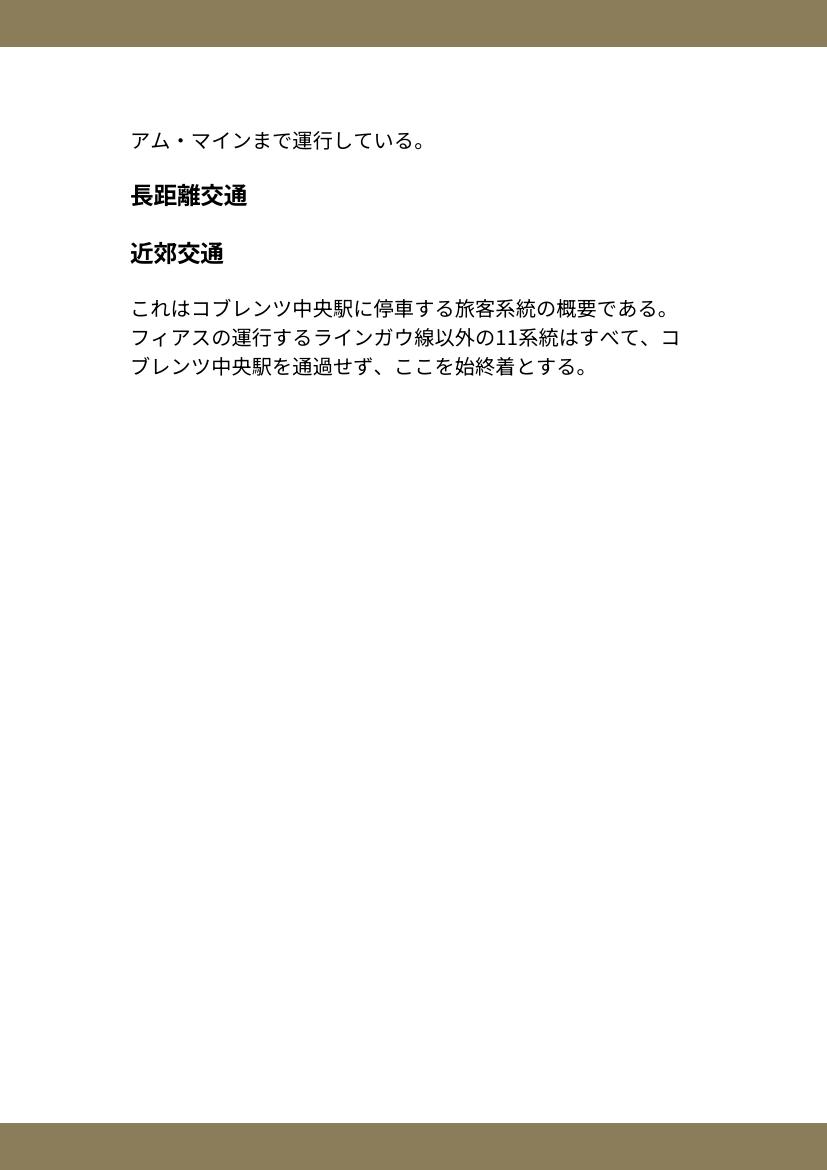 アム・マインまで運行している。
長距離交通
近郊交通
これはコブレンツ中央駅に停車する旅客系統の概要である。
フィアスの運行するラインガウ線以外の11系統はすべて、コ
ブレンツ中央駅を通過せず、ここを始終着とする。